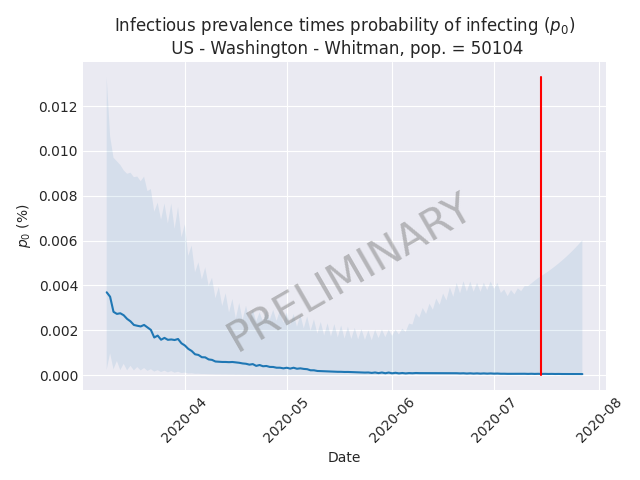 Infectious prevalence times probability of infecting (p0)
US - Washington - Whitman, pop. = 50104
0.012
0.010
0.008
0.006
0.004
0.002
0.000
p0 (%)
PRELIMINARY
2020-04
2020-05
2020-06
2020-07
2020-08
Date